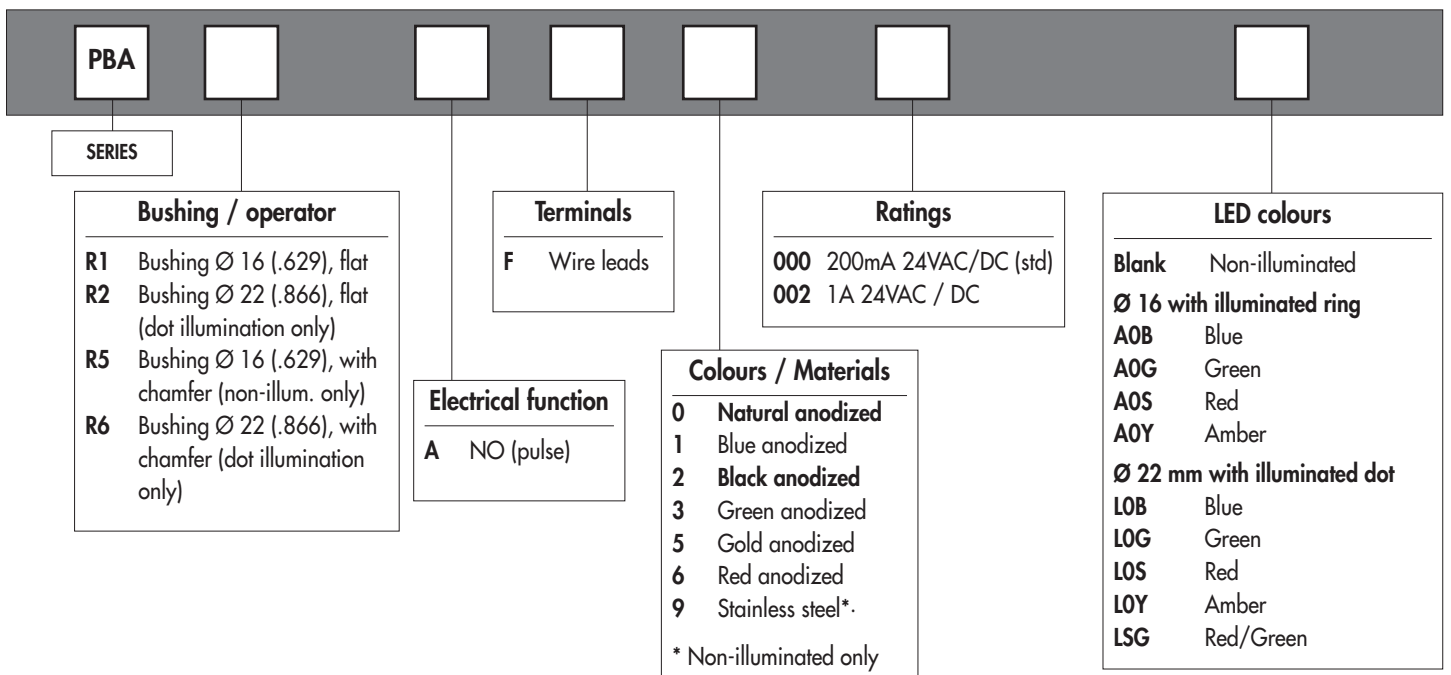 PBA
SERIES
Bushing / operator
R1 Bushing Ø 16 (.629), flat
R2 Bushing Ø 22 (.866), flat
(dot illumination only)
R5 Bushing Ø 16 (.629), with
chamfer (non-illum. only)
R6 Bushing Ø 22 (.866), with
chamfer (dot illumination
only)
Electrical function
A NO (pulse)
Terminals
F Wire leads
Colours / Materials
0 Natural anodized
1 Blue anodized
2 Black anodized
3 Green anodized
5 Gold anodized
6 Red anodized
9 Stainless steel*.
* Non-illuminated only
Ratings
000 200mA 24VAC/DC (std)
002 1A 24VAC / DC
LED colours
Blank Non-illuminated
Ø 16 with illuminated ring
A0B Blue
A0G Green
A0S Red
A0Y Amber
Ø 22 mm with illuminated dot
L0B Blue
L0G Green
L0S Red
L0Y Amber
LSG Red/Green